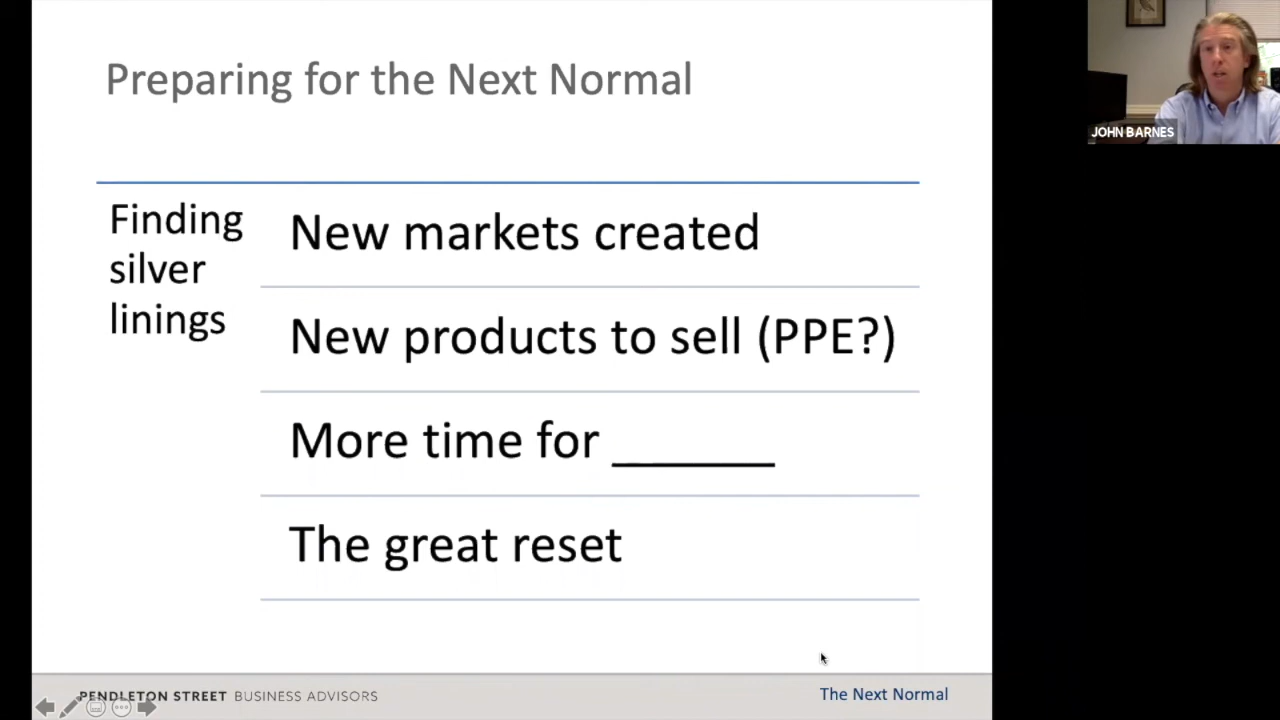 Preparing for the Next Normal
JOHN BARNES
Finding
silver
linings
New markets created
New products to sell (PPE?)
More time for _______
The great reset
PENDLETON STREET BUSINESS ADVISORS
The Next Normal